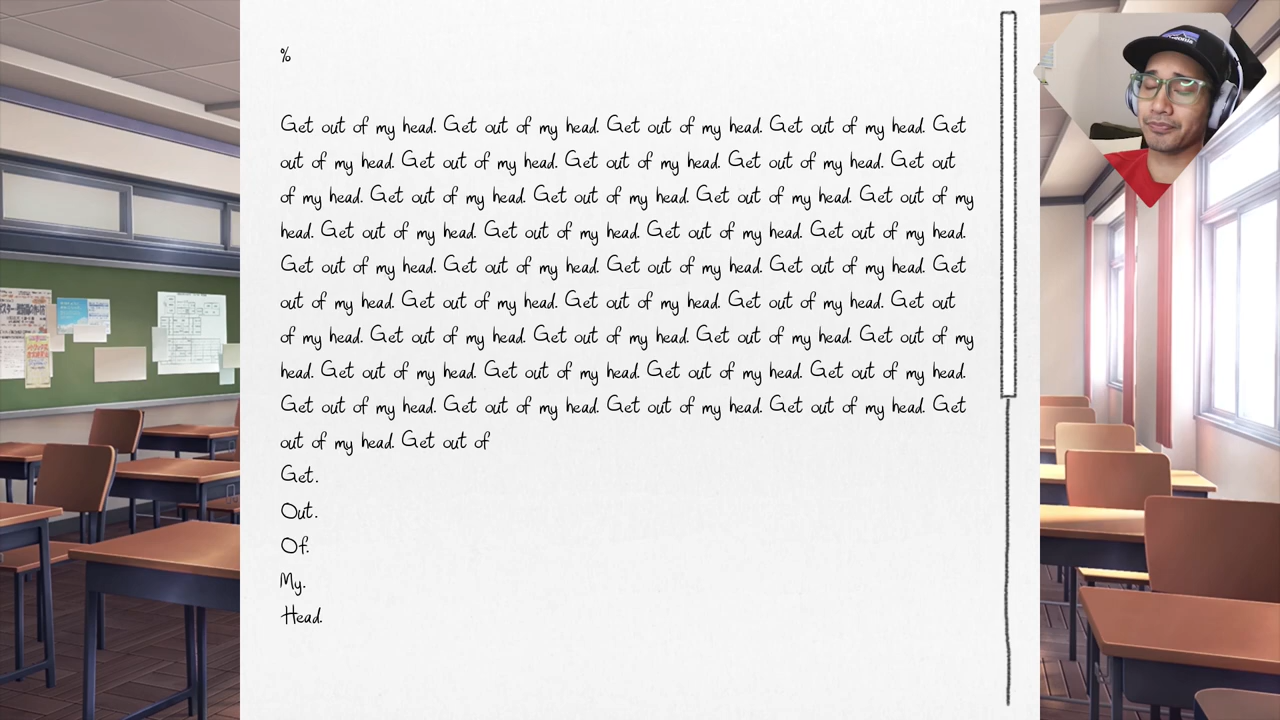 %
Get out of my head. Get out of my head. Get out of my head. Get out of my head. Get
out of my head. Get out of my head. Get out of my head. Get out of my head. Get out
of my head. Get out of my head. Get out of my head. Get out of my head. Get out of my
head. Get out of my head. Get out of my head. Get out of my head. Get out of my head.
Get out of my head. Get out of my head. Get out of my head. Get out of my head. Get
out of my head. Get out of my head. Get out of my head. Get out of my head. Get out
of my head. Get out of my head. Get out of my head. Get out of my head. Get out of my
head. Get out of my head. Get out of my head. Get out of my head. Get out of my head.
Get out of my head. Get out of my head. Get out of my head. Get out of my head. Get
out of my head. Get out of
Get.
Out.
Of.
My.
Head.